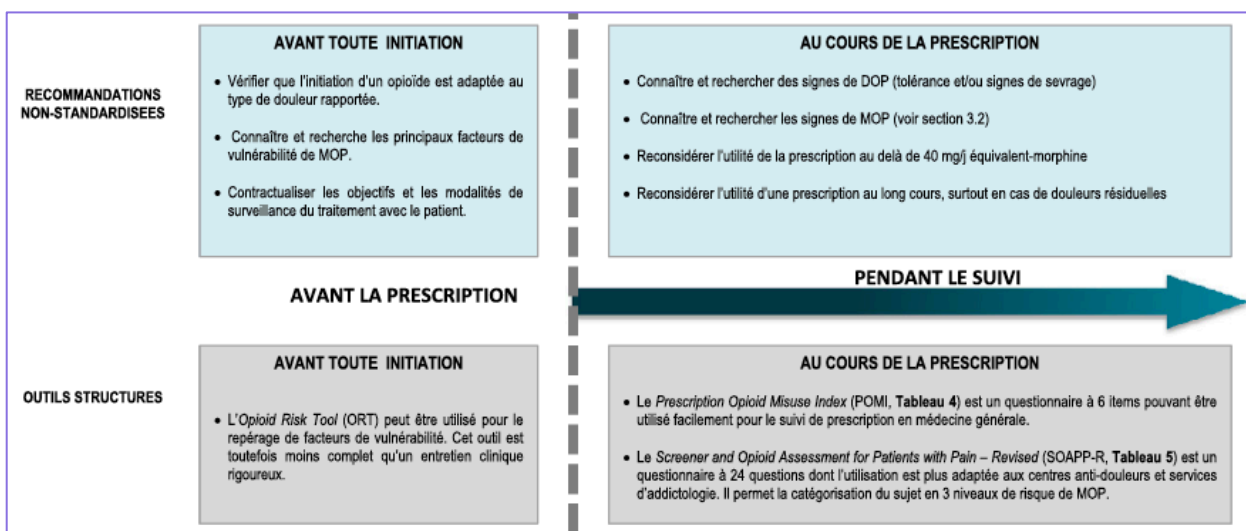 AVANT TOUTE INITIATION
• Vérifier que l'initiation d'un opioïde est adaptée au
type de douleur rapportée.
• Connaître et recherche les principaux facteurs de
vulnérabilité de MOP.
• Contractualiser les objectifs et les modalités de
surveillance du traitement avec le patient.
AU COURS DE LA PRESCRIPTION
• Connaître et rechercher des signes de DOP (tolérance et/ou signes de sevrage)
• Connaître et rechercher les signes de MOP (voir section 3.2)
• Reconsidérer l'utilité de la prescription au delà de 40 mg/j équivalent-morphine
• Reconsidérer l'utilité d'une prescription au long cours, surtout en cas de douleurs résiduelles
RECOMMANDATIONS
NON-STANDARDISEES
AVANT LA PRESCRIPTION
PENDANT LE SUIVI
OUTILS STRUCTURES
AVANT TOUTE INITIATION
• L'Opioid Risk Tool (ORT) peut être utilisé pour le
repérage de facteurs de vulnérabilité. Cet outil est
toutefois moins complet qu'un entretien clinique
rigoureux.
AU COURS DE LA PRESCRIPTION
• Le Prescription Opioid Misuse Index (POMI, Tableau 4) est un questionnaire à 6 items pouvant être
utilisé facilement pour le suivi de prescription en médecine générale.
• Le Screener and Opioid Assessment for Patients with Pain – Revised (SOAPP-R, Tableau 5) est un
questionnaire à 24 questions dont l'utilisation est plus adaptée aux centres anti-douleurs et services
d'addictologie. Il permet la catégorisation du sujet en 3 niveaux de risque de MOP.